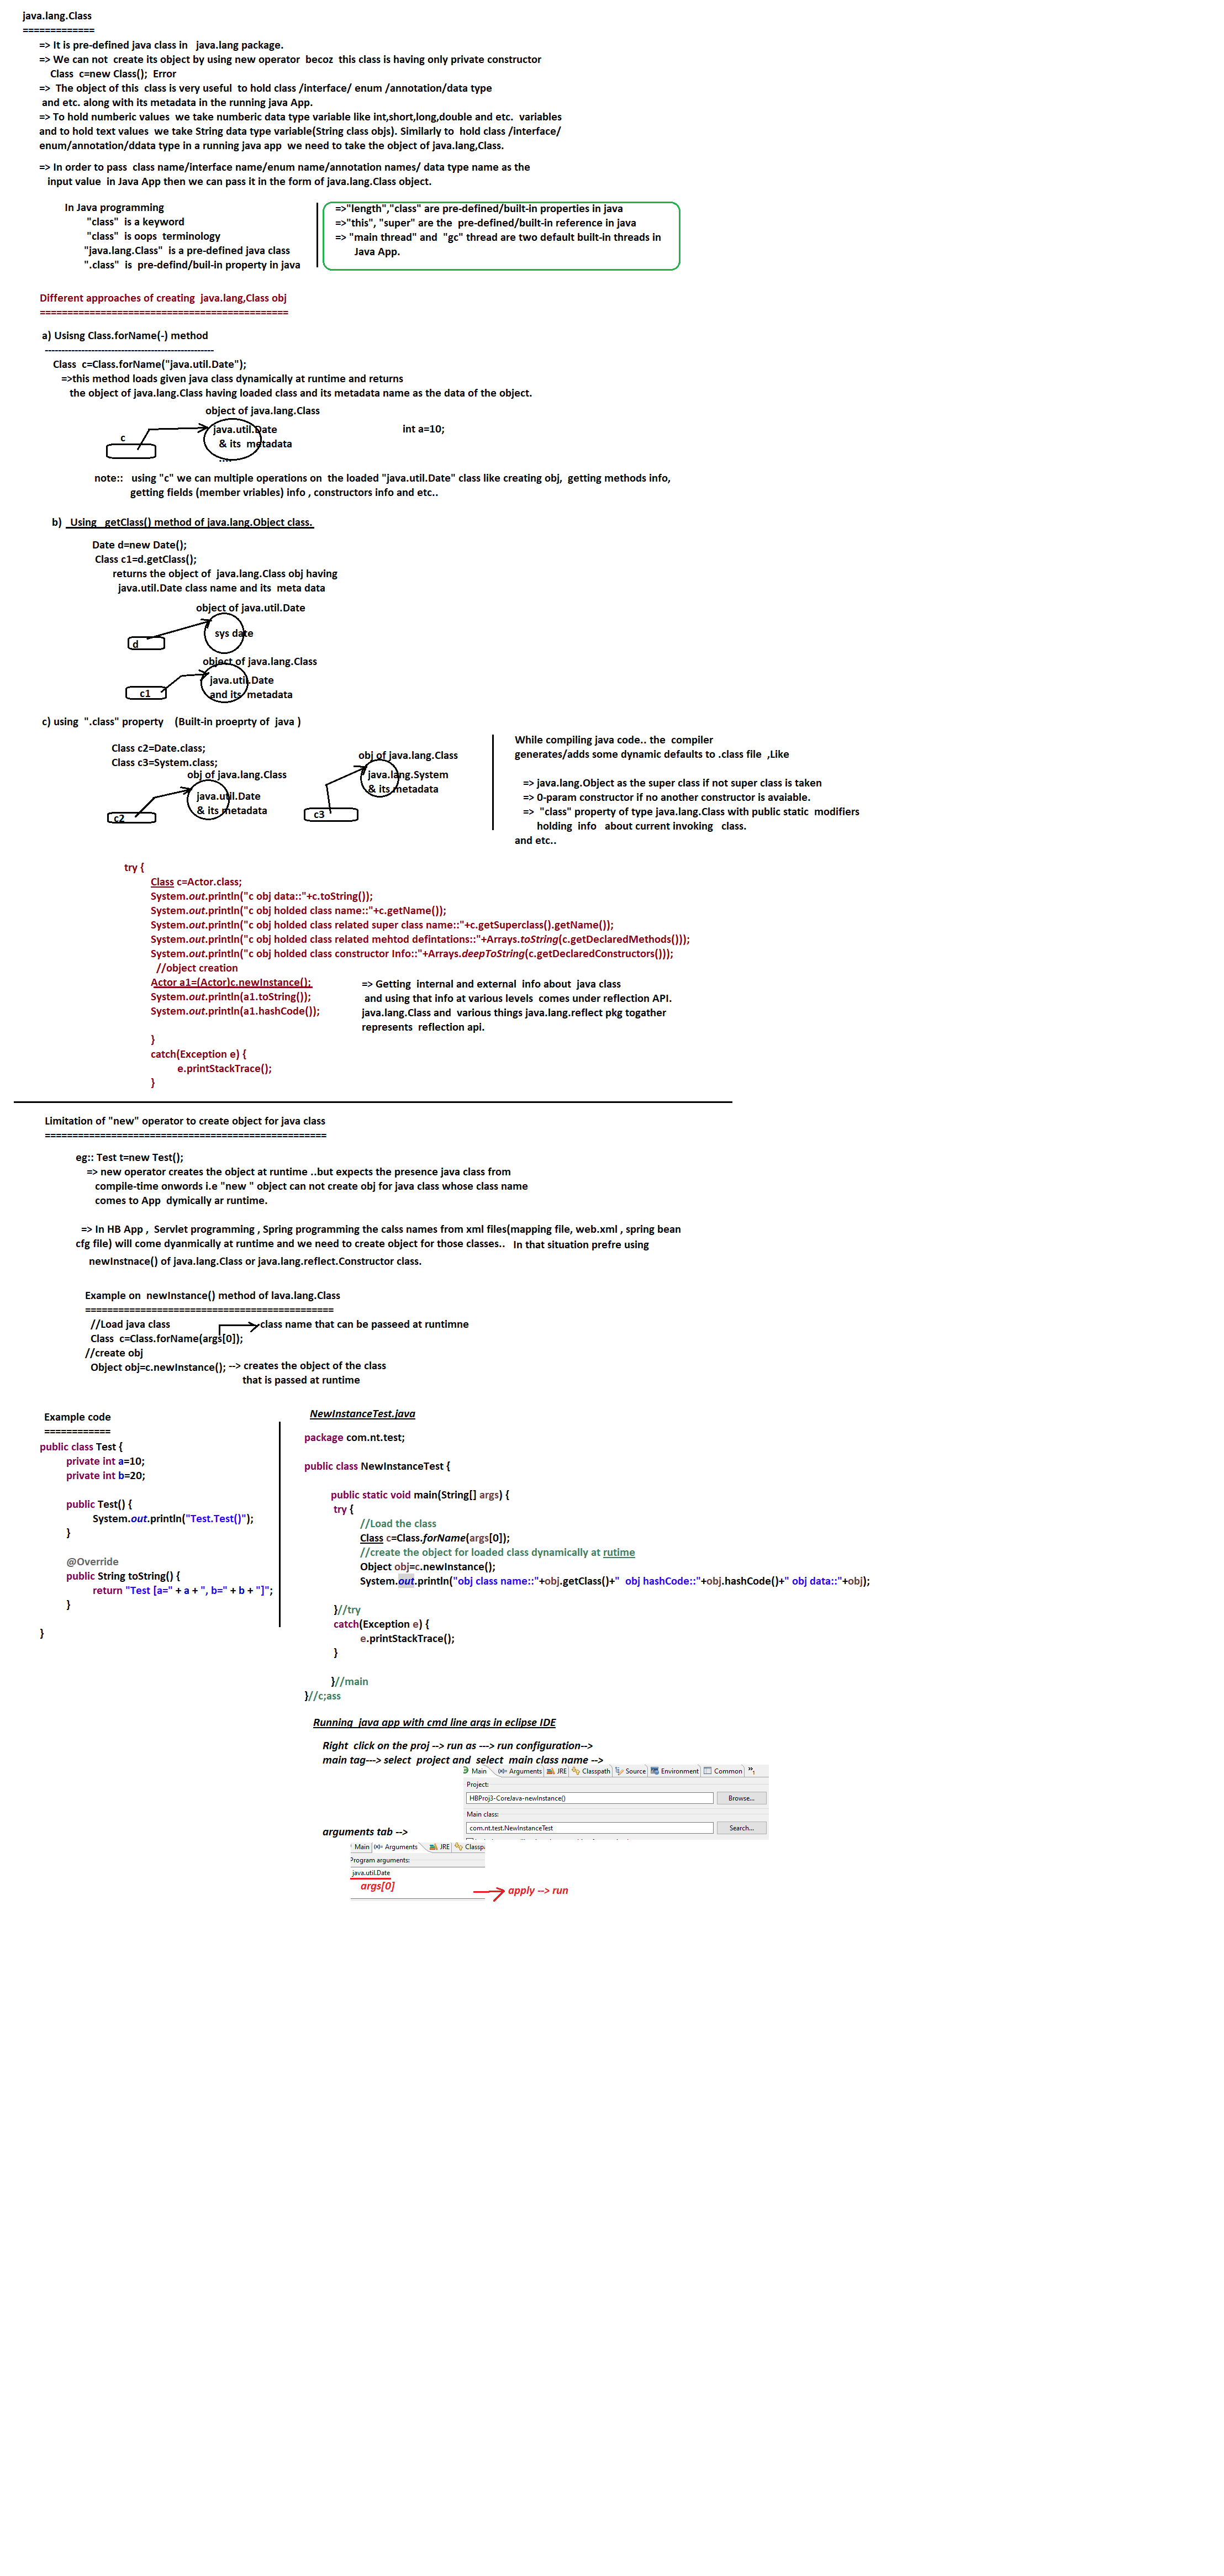 java.lang.Class
=============
=> It is pre-defined java class in java.lang package.
=> We can not create its object by using new operator becoz this class is having only private constructor
Class c=new Class(); Error
=> The object of this class is very useful to hold class /interface/ enum /annotation/data type
and etc. along with its metadata in the running java App.
=> To hold numberic values we take numberic data type variable like int,short,long,double and etc. variables
and to hold text values we take String data type variable(String class objs). Similarly to hold class /interface/
enum/annotation/ddata type in a running java app we need to take the object of java.lang,Class.
=> In order to pass class name/interface name/enum name/annotation names/ data type name as the
input value in Java App then we can pass it in the form of java.lang.Class object.
In Java programming
"class" is a keyword
"class" is oops terminology
"java.lang.Class" is a pre-defined java class
".class" is pre-defind/buil-in property in java
=>"length","class" are pre-defined/built-in properties in java
=>"this", "super" are the pre-defined/built-in reference in java
=> "main thread" and "gc" thread are two default built-in threads in
Java App.
Different approaches of creating java.lang,Class obj
=============================================
a) Usisng Class.forName(-) method
----------------------------------------------------
Class c=Class.forName("java.util.Date");
=>this method loads given java class dynamically at runtime and returns
the object of java.lang.Class having loaded class and its metadata name as the data of the object.
object of java.lang.Class
c
java.util.Date
& its metadata
....
int a=10;
note:: using "c" we can multiple operations on the loaded "java.util.Date" class like creating obj, getting methods info,
getting fields (member vriables) info , constructors info and etc..
b) Using getClass() method of java.lang.Object class.
Date d=new Date();
Class c1=d.getClass();
returns the object of java.lang.Class obj having
java.util.Date class name and its meta data
object of java.util.Date
sys date
d
object of java.lang.Class
java.util.Date
and its metadata
c1
c) using ".class" property (Built-in proeprty of java )
Class c2=Date.class;
Class c3=System.class;
obj of java.lang.Class
java.util.Date
& its metadata
c2
obj of java.lang.Class
java.lang.System
& its metadata
c3
While compiling java code.. the compiler
generates/adds some dynamic defaults to .class file ,Like
=> java.lang.Object as the super class if not super class is taken
=> 0-param constructor if no another constructor is avaiable.
=> "class" property of type java.lang.Class with public static modifiers
holding info about current invoking class.
and etc..
try {
Class c=Actor.class;
System.out.println("c obj data::"+c.toString());
System.out.println("c obj holded class name::"+c.getName());
System.out.println("c obj holded class related super class name::"+c.getSuperclass().getName());
System.out.println("c obj holded class related mehtod defintations::"+Arrays.toString(c.getDeclaredMethods()));
System.out.println("c obj holded class constructor Info::"+Arrays.deepToString(c.getDeclaredConstructors()));
//object creation
Actor a1=(Actor)c.newInstance();
System.out.println(a1.toString());
System.out.println(a1.hashCode());
}
catch(Exception e) {
e.printStackTrace();
}
=> Getting internal and external info about java class
and using that info at various levels comes under reflection API.
java.lang.Class and various things java.lang.reflect pkg togather
represents reflection api.
Limitation of "new" operator to create object for java class
===================================================
eg:: Test t=new Test();
=> new operator creates the object at runtime ..but expects the presence java class from
compile-time onwords i.e "new " object can not create obj for java class whose class name
comes to App dymically ar runtime.
=> In HB App , Servlet programming , Spring programming the calss names from xml files(mapping file, web.xml , spring bean
cfg file) will come dyanmically at runtime and we need to create object for those classes.. In that situation prefre using
newInstnace() of java.lang.Class or java.lang.reflect.Constructor class.
Example on newInstance() method of lava.lang.Class
=============================================
//Load java class
class name that can be passeed at runtimne
Class c=Class.forName(args[0]);
//create obj
Object obj=c.newInstance(); --> creates the object of the class
that is passed at runtime
Example code
============
public class Test {
private int a=10;
private int b=20;
public Test() {
System.out.println("Test.Test()");
}
@Override
public String toString() {
return "Test [a=" + a + ", b=" + b + "]";
}
}
NewInstanceTest.java
package com.nt.test;
public class NewInstanceTest {
public static void main(String[] args) {
try {
//Load the class
Class c=Class.forName(args[0]);
//create the object for loaded class dynamically at rutime
Object obj=c.newInstance();
System.out.println("obj class name::"+obj.getClass()+" obj hashCode::"+obj.hashCode()+" obj data::"+obj);
}//try
catch(Exception e) {
e.printStackTrace();
}
}//main
}//c;ass
Running java app with cmd line args in eclipse IDE
Right click on the proj --> run as ---> run configuration-->
main tag---> select project and select main class name -->
Main (x)= Arguments JRE Classpath Source Environment Common »1
Project:
HBProj3-CoreJava-newInstance() Browse...
Main class:
com.nt.test.NewInstanceTest Search...
arguments tab -->
Main (x)= Arguments JRE Classp
Program arguments:
java.util.Date
args[0]
apply --> run